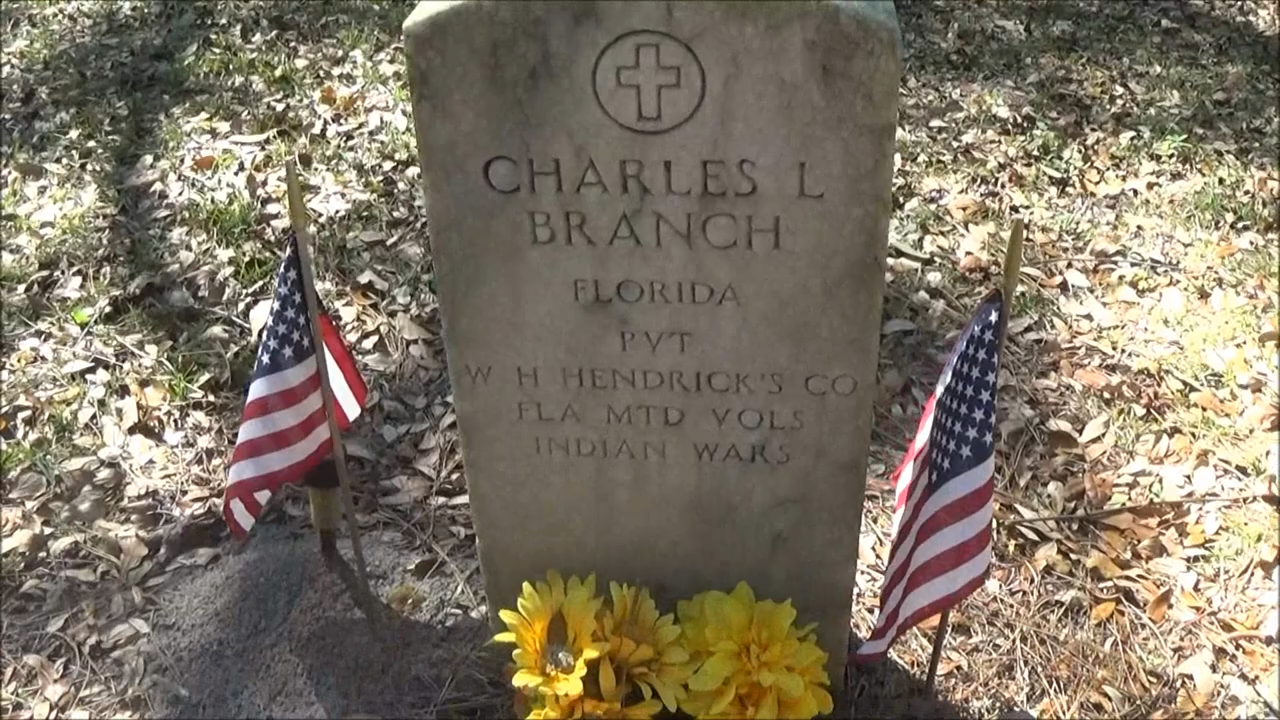 CHARLES L
BRANCH
FLORIDA
PVT
W H HENDRICK'S CO
FLA MTD VOLS
INDIAN WARS